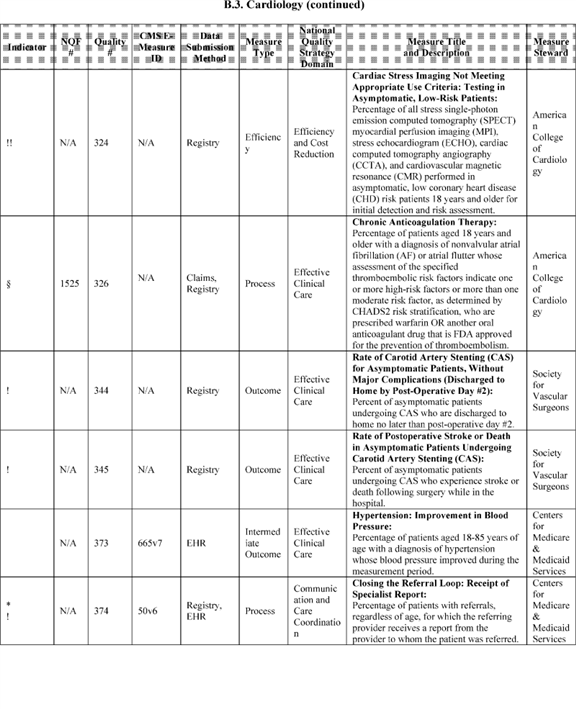 B.3. Cardiology (continued)
Indicator
NQF
#
Quality
#
CMS E-
Measure
ID
Data
Submission
Method
Measure
Type
National
Quality
Strategy
Domain
Measure Title
and Description
Measure
Steward
!!
N/A
324
N/A
Registry
Efficienc
y
Efficiency
and Cost
Reduction
Cardiac Stress Imaging Not Meeting
Appropriate Use Criteria: Testing in
Asymptomatic, Low-Risk Patients:
Percentage of all stress single-photon
emission computed tomography (SPECT)
myocardial perfusion imaging (MPI),
stress echocardiogram (ECHO), cardiac
computed tomography angiography
(CCTA), and cardiovascular magnetic
resonance (CMR) performed in
asymptomatic, low coronary heart disease
(CHD) risk patients 18 years and older for
initial detection and risk assessment.
America
n
College
of
Cardiolo
gy
§
1525
326
N/A
Claims,
Registry
Process
Effective
Clinical
Care
Chronic Anticoagulation Therapy:
Percentage of patients aged 18 years and
older with a diagnosis of nonvalvular atrial
fibrillation (AF) or atrial flutter whose
assessment of the specified
thromboembolic risk factors indicate one
or more high-risk factors or more than one
moderate risk factor, as determined by
CHADS2 risk stratification, who are
prescribed warfarin OR another oral
anticoagulant drug that is FDA approved
for the prevention of thromboembolism.
America
n
College
of
Cardiolo
gy
!
N/A
344
N/A
Registry
Outcome
Effective
Clinical
Care
Rate of Carotid Artery Stenting (CAS)
for Asymptomatic Patients, Without
Major Complications (Discharged to
Home by Post-Operative Day #2):
Percent of asymptomatic patients
undergoing CAS who are discharged to
home no later than post-operative day #2.
Society
for
Vascular
Surgeons
!
N/A
345
N/A
Registry
Outcome
Effective
Clinical
Care
Rate of Postoperative Stroke or Death
in Asymptomatic Patients Undergoing
Carotid Artery Stenting (CAS):
Percent of asymptomatic patients
undergoing CAS who experience stroke or
death following surgery while in the
hospital.
Society
for
Vascular
Surgeons
N/A
373
665v7
EHR
Intermed
iate
Outcome
Effective
Clinical
Care
Hypertension: Improvement in Blood
Pressure:
Percentage of patients aged 18-85 years of
age with a diagnosis of hypertension
whose blood pressure improved during the
measurement period.
Centers
for
Medicare
&
Medicaid
Services
*
!
N/A
374
50v6
Registry,
EHR
Process
Communic
ation and
Care
Coordinatio
n
Closing the Referral Loop: Receipt of
Specialist Report:
Percentage of patients with referrals,
regardless of age, for which the referring
provider receives a report from the
provider to whom the patient was referred.
Centers
for
Medicare
&
Medicaid
Services